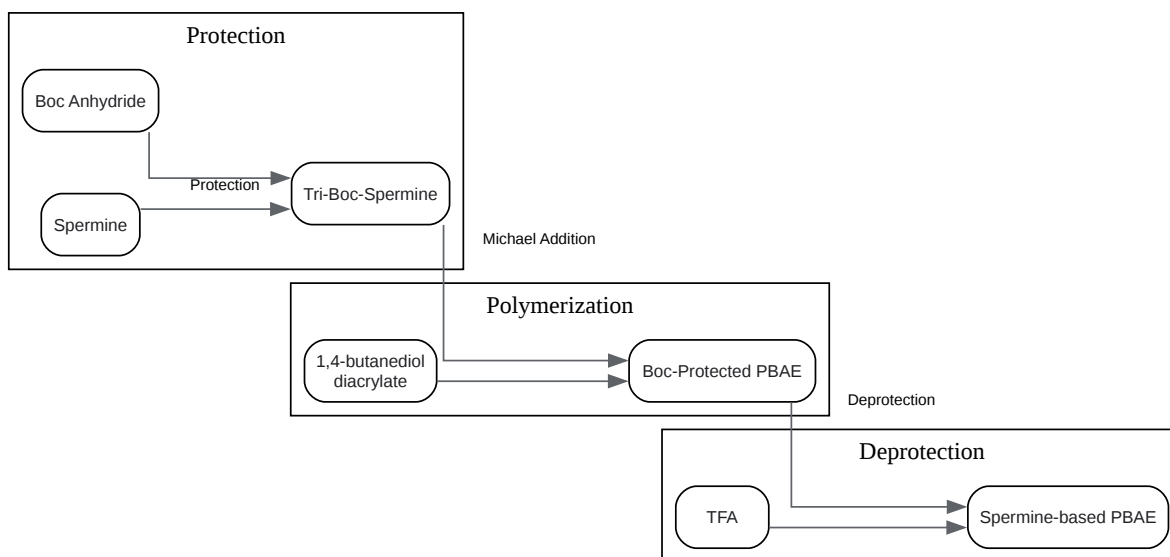 Protection
Boc Anhydride
Protection
Tri-Boc-Spermine
Spermine
Michael Addition
Polymerization
1,4-butanediol
diacrylate
Boc-Protected PBAE
Deprotection
Deprotection
TFA
Spermine-based PBAE